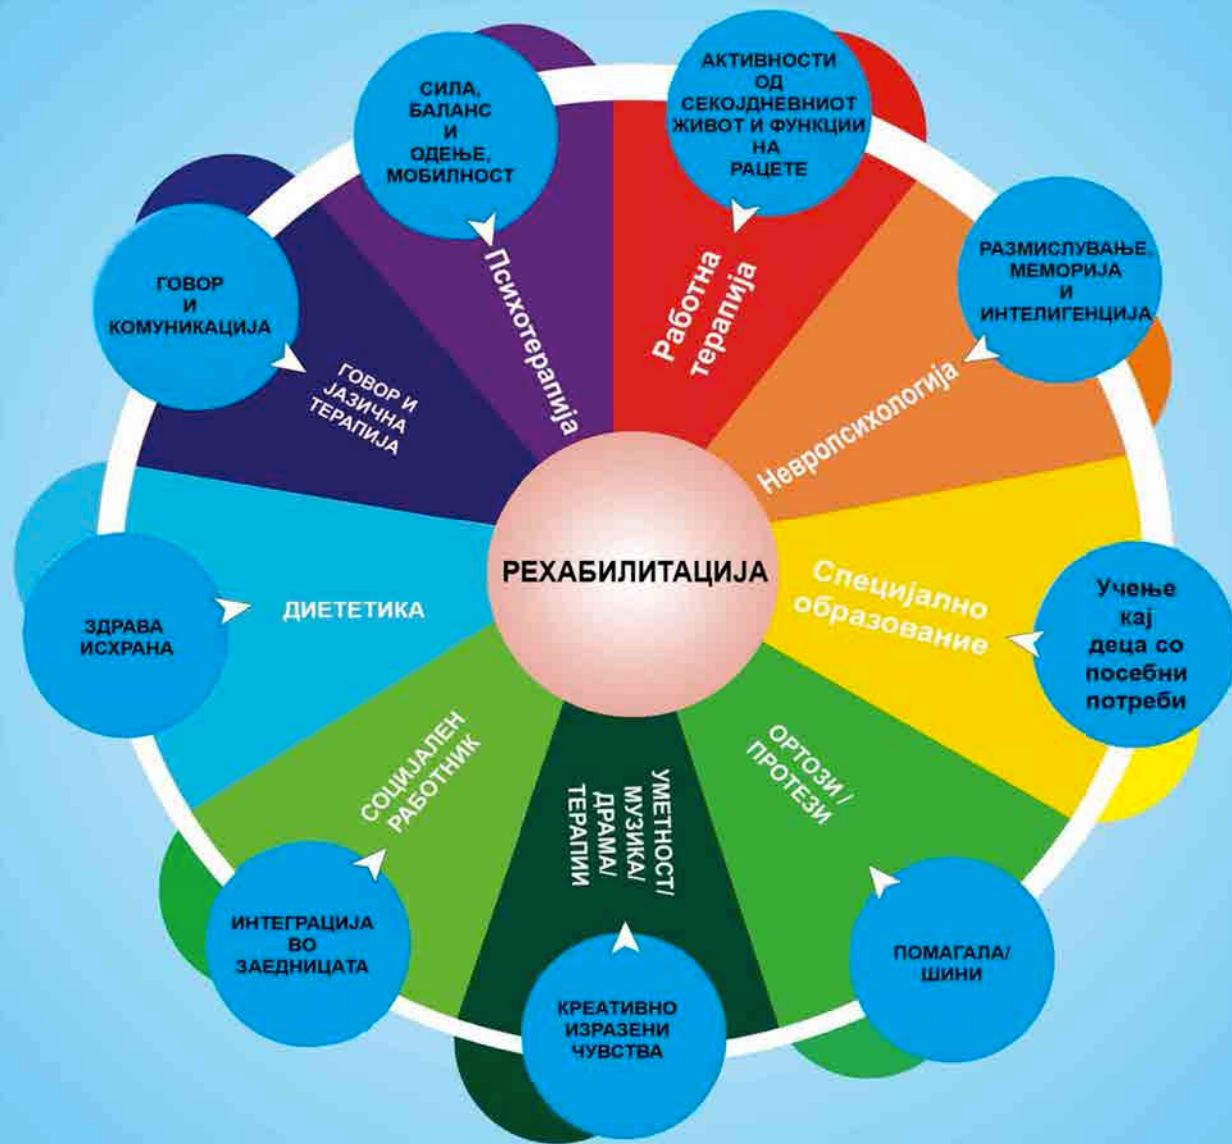 АКТИВНОСТИ
ОД
СЕКОЈДНЕВНИОТ
ЖИВОТ И ФУНКЦИИ
НА
РАЦЕТЕ
Работна
терапија
РАЗМИСЛУВАЊЕ,
МЕМОРИЈА
И
ИНТЕЛИГЕНЦИЈА
Невропсихологија
Учење
кај
деца со
посебни
потреби
Специјално
образование
ПОМАГАЛА/
ШИНИ
ОРТОЗИ /
ПРОТЕЗИ
КРЕАТИВНО
ИЗРАЗЕНИ
ЧУВСТВА
УМЕТНОСТ/
МУЗИКА/
ДРАМА/
ТЕРАПИИ
ИНТЕГРАЦИЈА
ВО
ЗАЕДНИЦАТА
СОЦИЈАЛЕН
РАБОТНИК
ЗДРАВА
ИСХРАНА
ДИЕТЕТИКА
ГОВОР
И
КОМУНИКАЦИЈА
ГОВОР И
ЈАЗИЧНА
ТЕРАПИЈА
СИЛА,
БАЛАНС
И
ОДЕЊЕ,
МОБИЛНОСТ
Психотерапија
РЕХАБИЛИТАЦИЈА